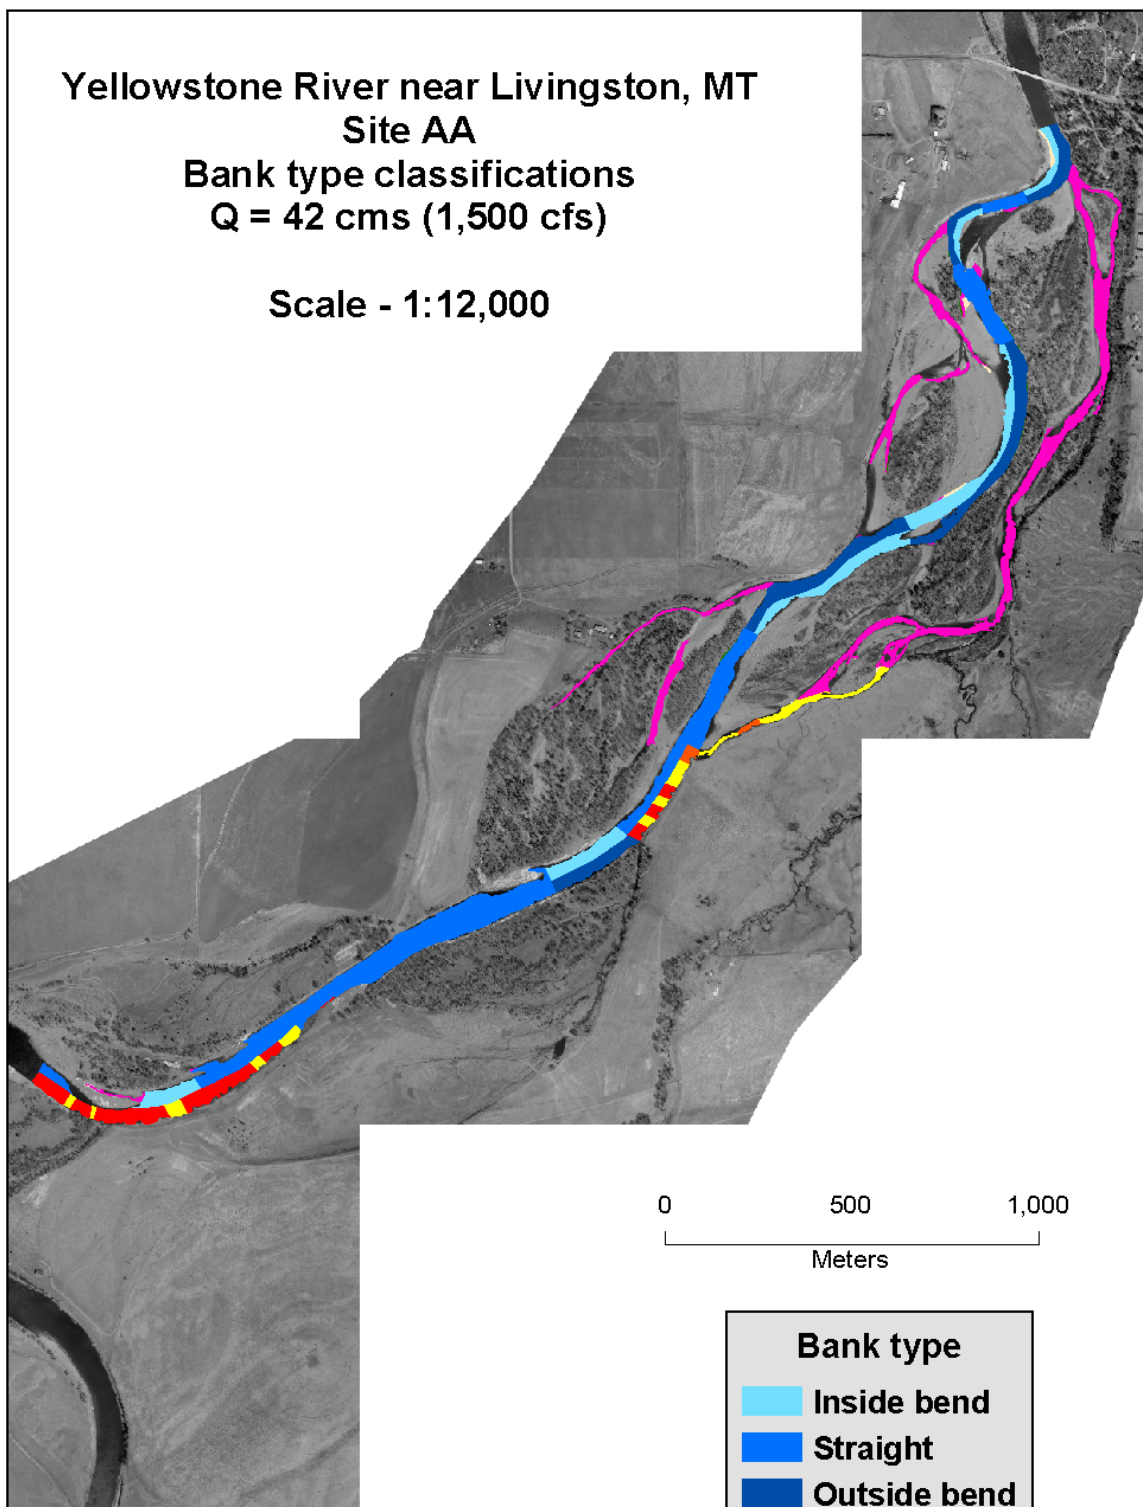 Yellowstone River near Livingston, MT
Site AA
Bank type classifications
Q = 42 cms (1,500 cfs)
Scale - 1:12,000
0 500 1,000
Meters
Bank type
Inside bend
Straight
Outside bend